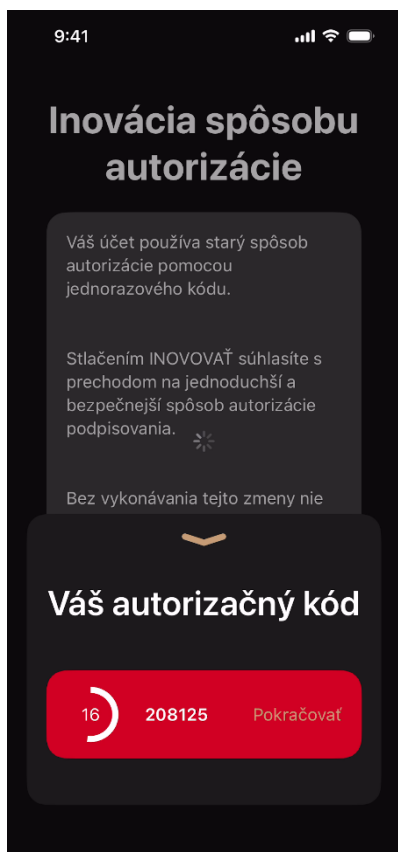 9:41
Inovácia spôsobu
autorizácie
Váš účet používa starý spôsob
autorizácie pomocou
jednorazového kódu.
Stlačením INOVOVAŤ súhlasíte s
prechodom na jednoduchší a
bezpečnejší spôsob autorizácie
podpisovania.
Bez vykonávania tejto zmeny nie
Váš autorizačný kód
16 208125 Pokračovať